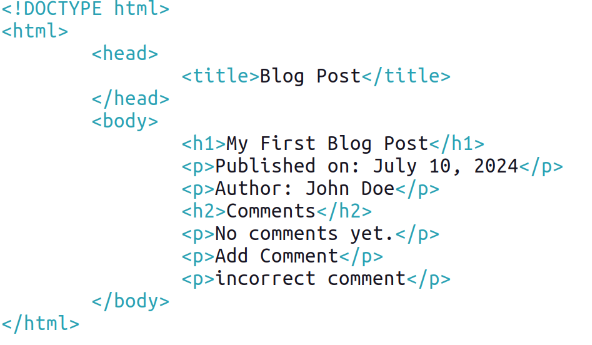 <!DOCTYPE html>
<html>
<head>
<title>Blog Post</title>
</head>
<body>
<h1>My First Blog Post</h1>
<p>Published on: July 10, 2024</p>
<p>Author: John Doe</p>
<h2>Comments</h2>
<p>No comments yet.</p>
<p>Add Comment</p>
<p>incorrect comment</p>
</body>
</html>